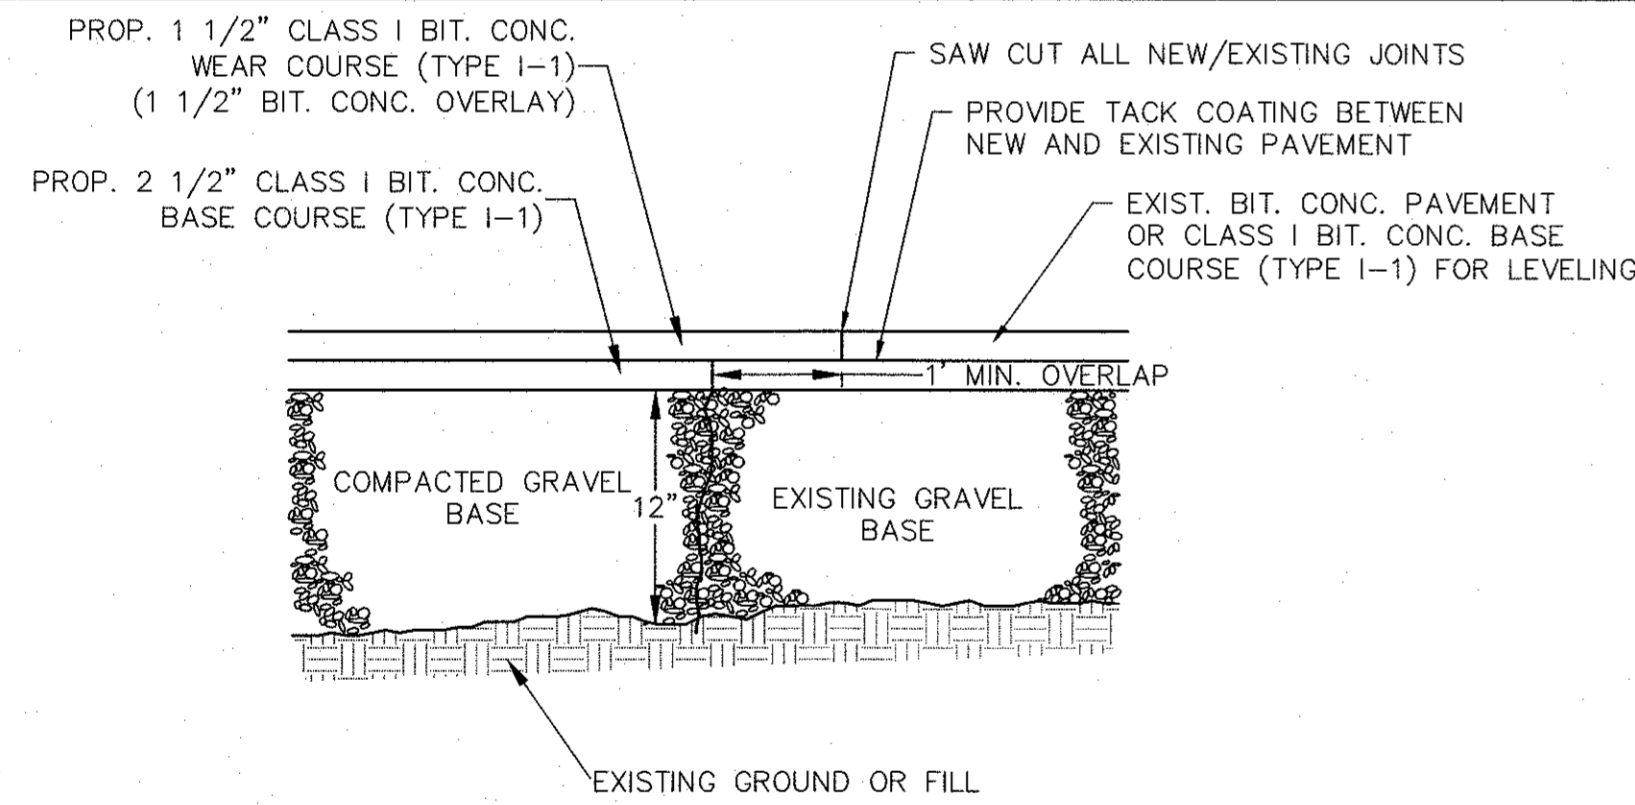 PROP. 1 1/2" CLASS I BIT. CONC.
WEAR COURSE (TYPE I-1)
(1 1/2" BIT. CONC. OVERLAY)
PROP. 2 1/2" CLASS I BIT. CONC.
BASE COURSE (TYPE I-1)
SAW CUT ALL NEW/EXISTING JOINTS
PROVIDE TACK COATING BETWEEN
NEW AND EXISTING PAVEMENT
EXIST. BIT. CONC. PAVEMENT
OR CLASS I BIT. CONC. BASE
COURSE (TYPE I-1) FOR LEVELING
1' MIN. OVERLAP
COMPACTED GRAVEL
BASE
12"
EXISTING GRAVEL
BASE
EXISTING GROUND OR FILL